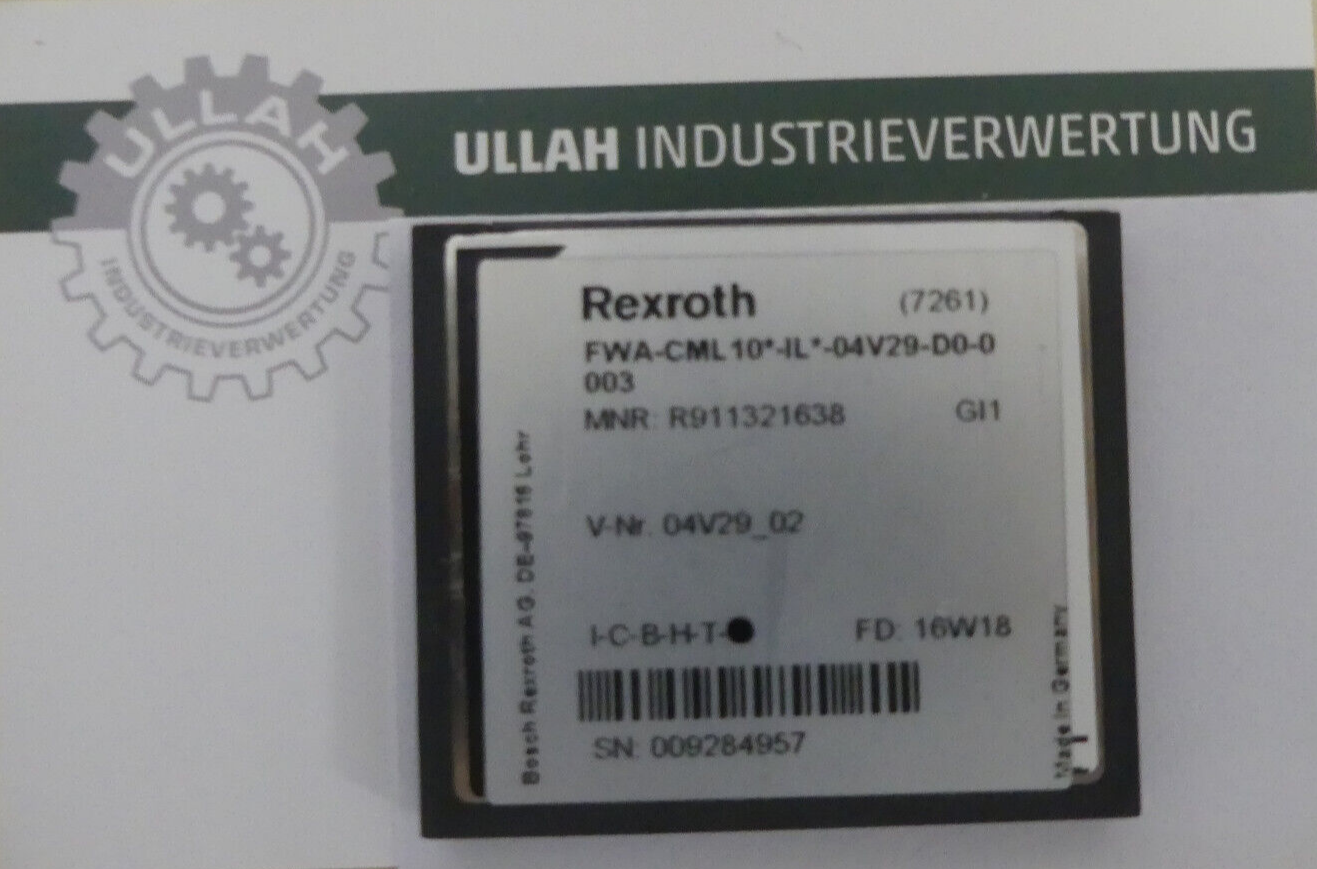 ULLAH
INDUSTRIEVERWERTUNG
ULLAH INDUSTRIEVERWERTUNG
Rexroth (7261)
FWA-CML10*-IL*-04V29-D0-0
003
MNR: R911321638 GI1
V-Nr. 04V29_02
I-C-B-H-T-● FD: 16W18
SN: 009284957
Bosch Rexroth AG. DE-97816 Lohr
Made in Germany